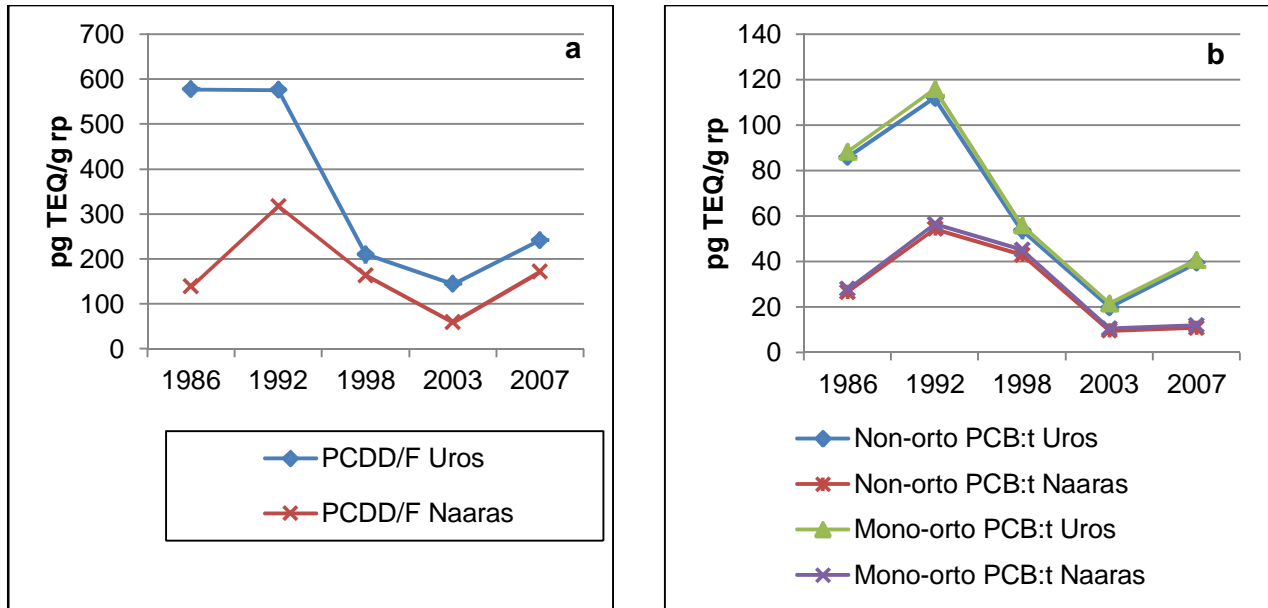 a
pg TEQ/g rp
700
600
500
400
300
200
100
0
1986 1992 1998 2003 2007
PCDD/F Uros
PCDD/F Naaras
b
pg TEQ/g rp
140
120
100
80
60
40
20
0
1986 1992 1998 2003 2007
Non-orto PCB:t Uros
Non-orto PCB:t Naaras
Mono-orto PCB:t Uros
Mono-orto PCB:t Naaras